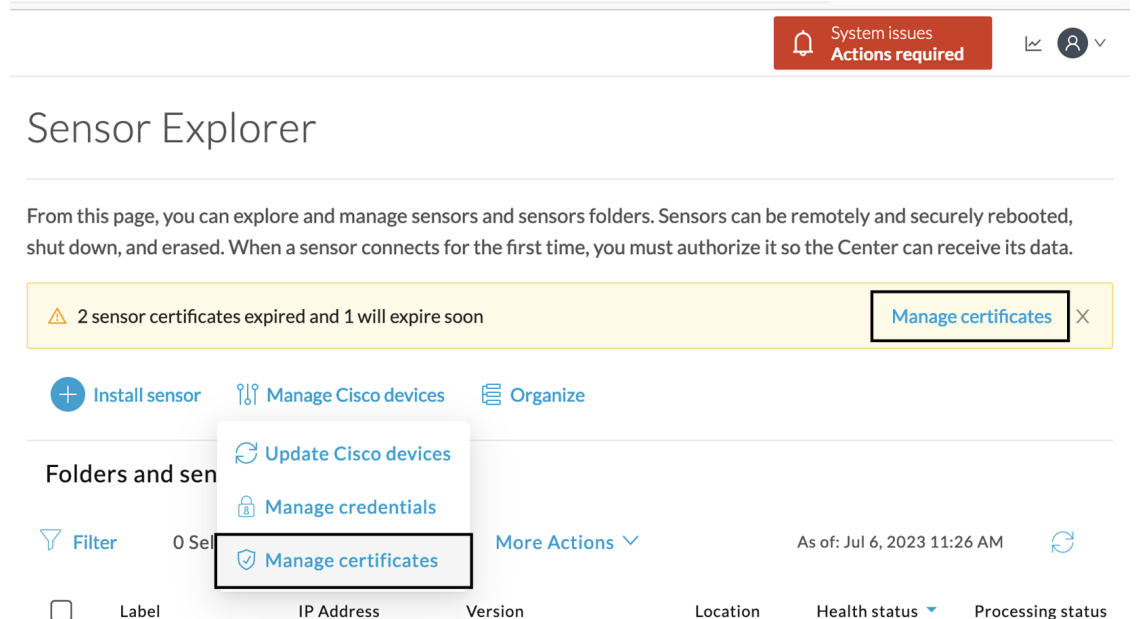 System issues
Actions required
Sensor Explorer
From this page, you can explore and manage sensors and sensors folders. Sensors can be remotely and securely rebooted,
shut down, and erased. When a sensor connects for the first time, you must authorize it so the Center can receive its data.
2 sensor certificates expired and 1 will expire soon
Manage certificates
Install sensor
Manage Cisco devices
Organize
Update Cisco devices
Folders and sen
Manage credentials
Filter
0 Sel
Manage certificates
More Actions
As of: Jul 6, 2023 11:26 AM
Label
IP Address
Version
Location
Health status
Processing status